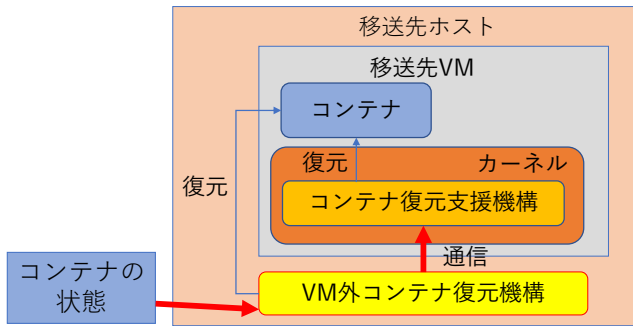 移送先ホスト
移送先VM
コンテナ
復元
カーネル
復元
コンテナ復元支援機構
通信
コンテナの
状態
VM外コンテナ復元機構